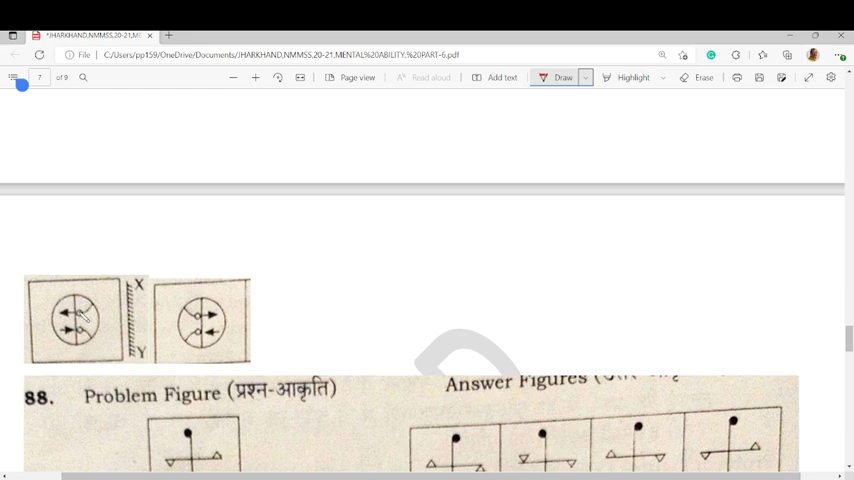 *JHARKHAND,NMMSS,20-21,M
File
C:/Users/pp159/OneDrive/Documents/JHARKHAND,NMMSS,20-21,MENTAL%20ABILITY,%20PART-6.pdf
7 of 9
Page view
Read aloud
Add text
Draw
Highlight
Erase
X
Y
88. Problem Figure (प्रश्न-आकृति)
Answer Figures